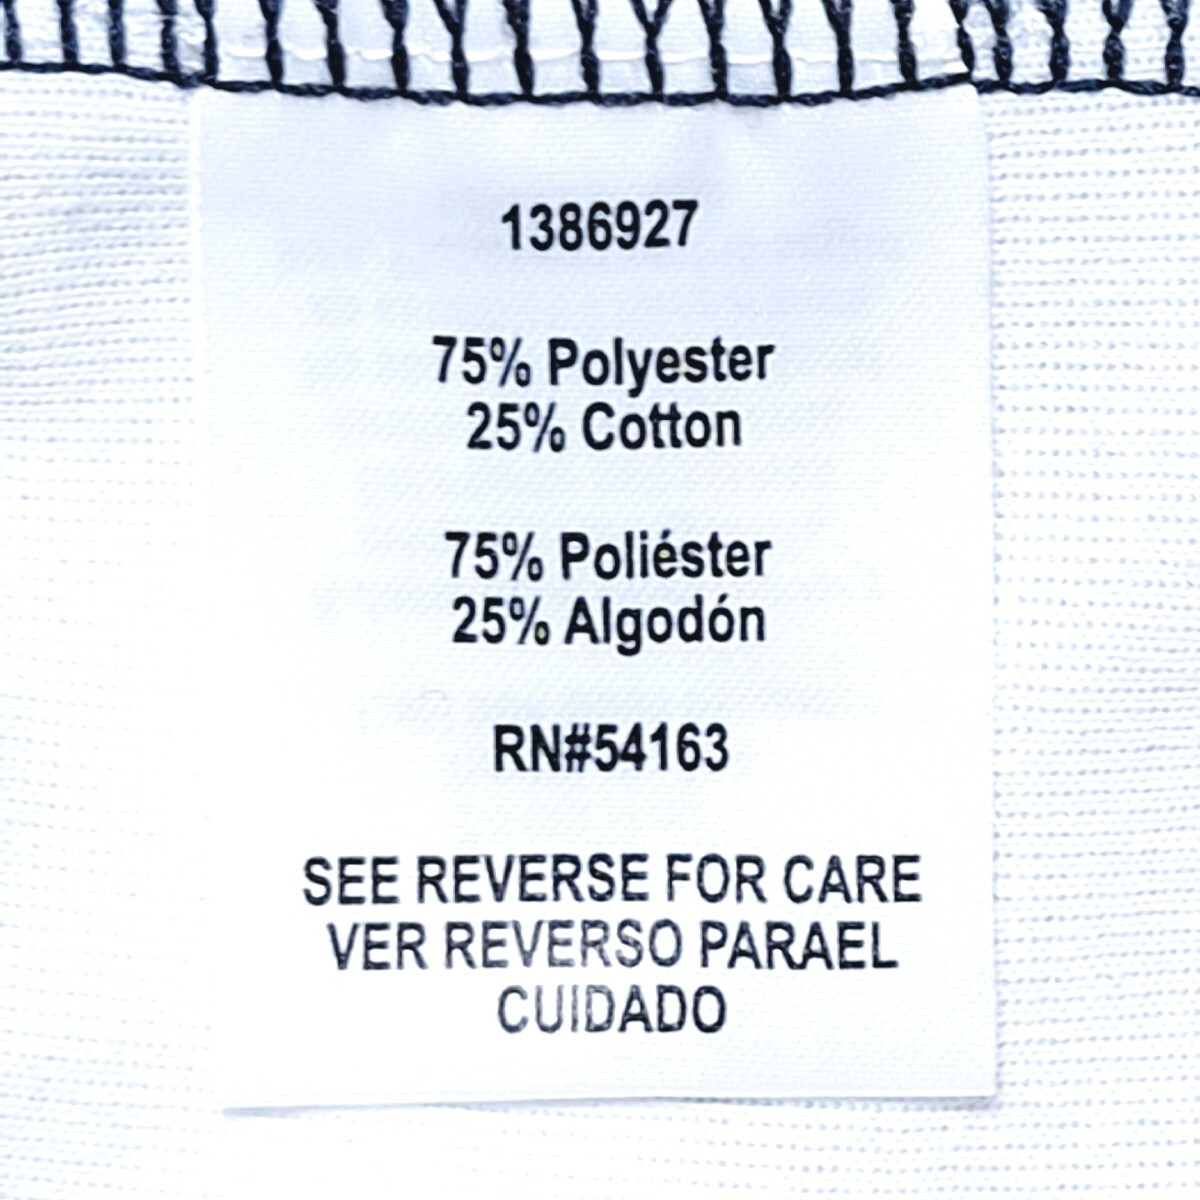 1386927
75% Polyester
25% Cotton
75% Poliéster
25% Algodón
RN#54163
SEE REVERSE FOR CARE
VER REVERSO PARAEL
CUIDADO